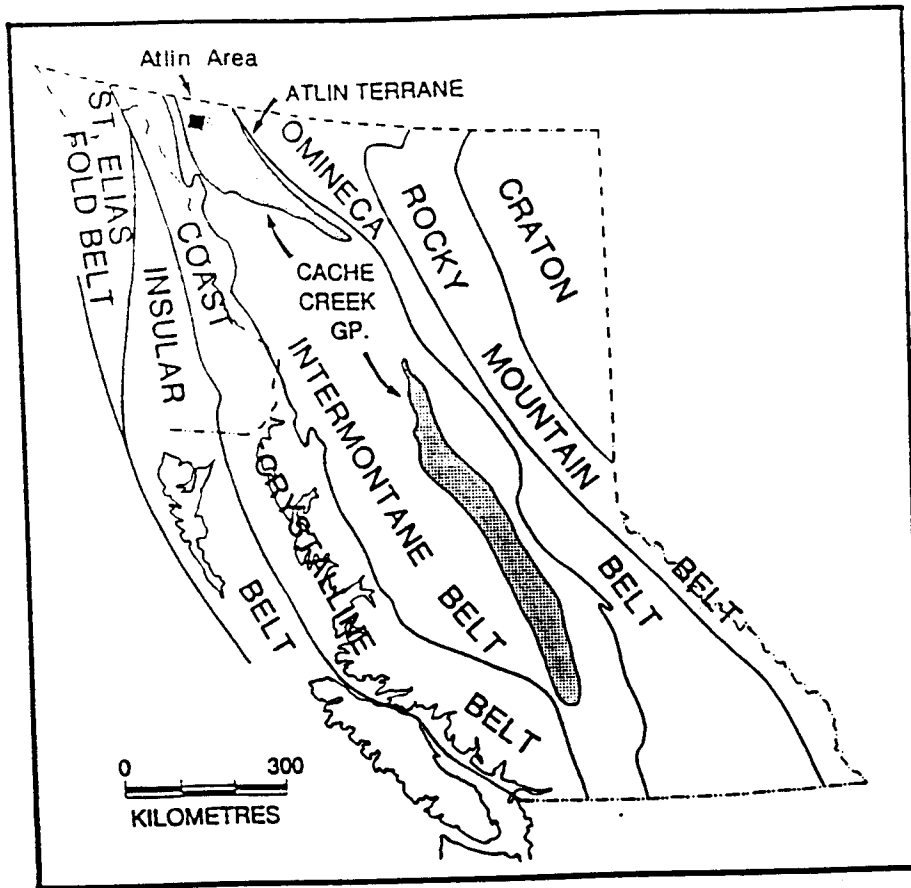 Atlin Area
ATLIN TERRANE
ST. ELIAS
FOLD BELT
INSULAR
BELT
COAST
CRYSTALLINE
BELT
CACHE
CREEK
GP.
INTERMONTANE
BELT
OMINECA
BELT
ROCKY
MOUNTAIN
BELT
CRATON
0 300
KILOMETRES